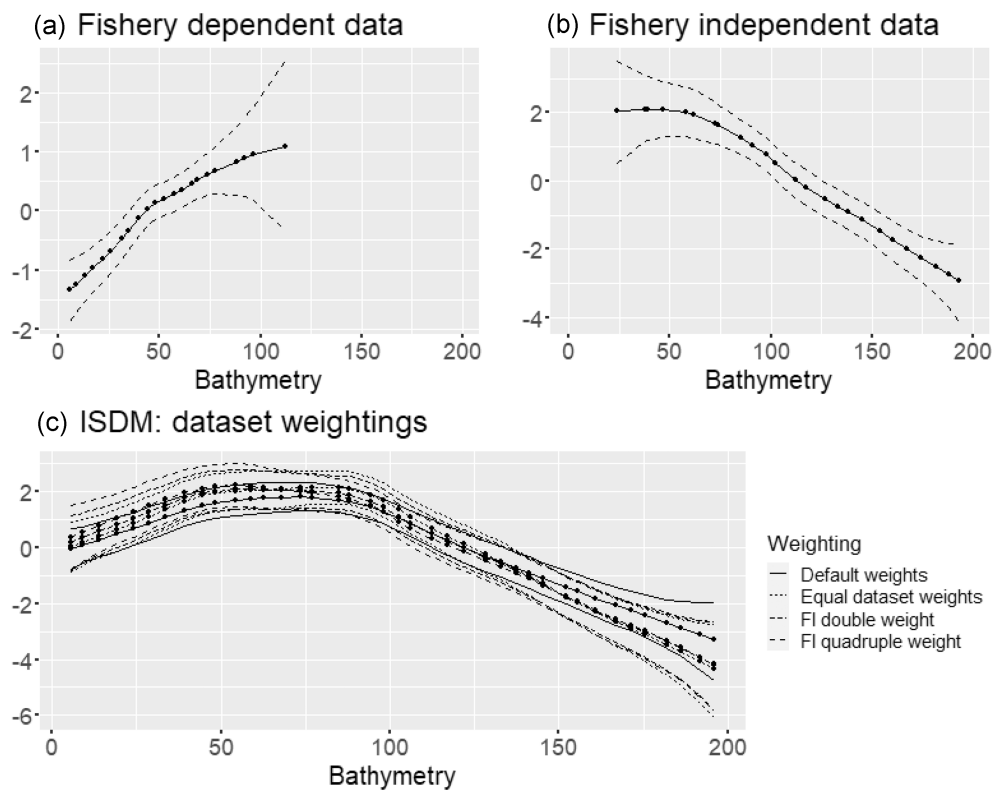 (a) Fishery dependent data
2
1
0
-1
-2
0 50 100 150 200
Bathymetry
(b) Fishery independent data
2
0
-2
-4
0 50 100 150 200
Bathymetry
(c) ISDM: dataset weightings
2
0
-2
-4
-6
0 50 100 150 200
Bathymetry
Weighting
Default weights
Equal dataset weights
FI double weight
FI quadruple weight